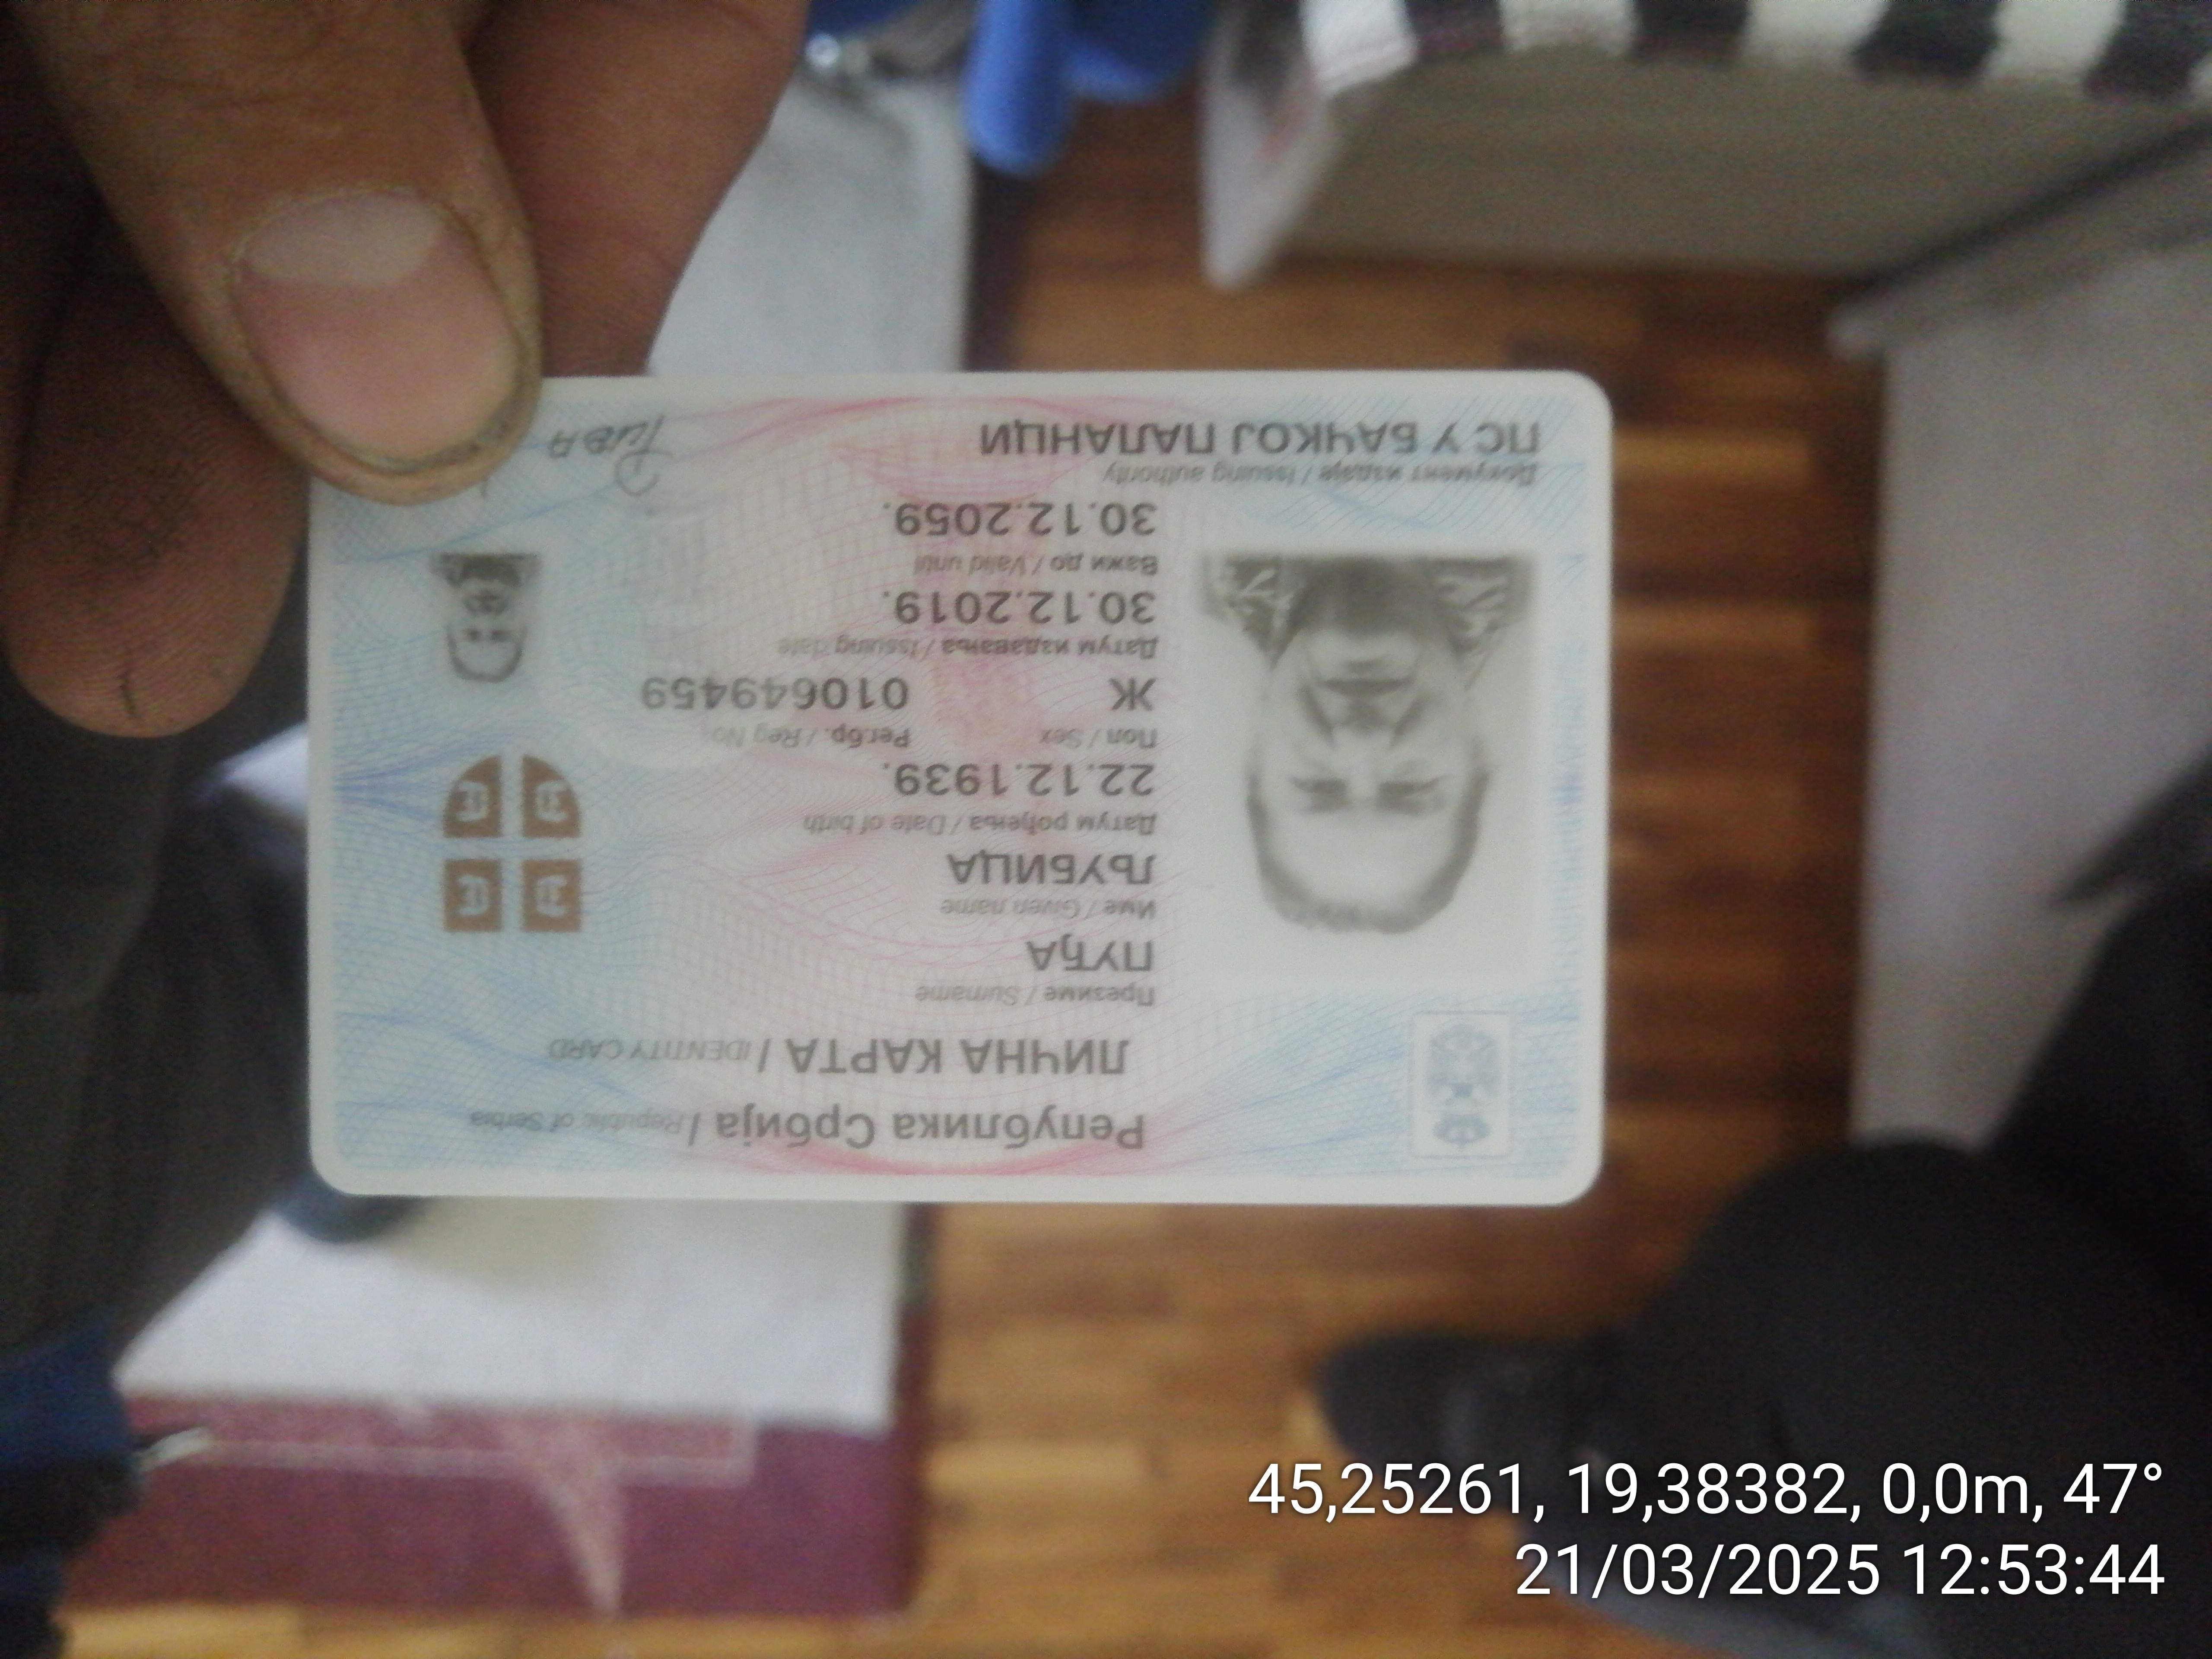 Република Србија / Republic of Serbia
ЛИЧНА КАРТА / IDENTITY CARD
Презиме / Surname
ПУЂА
Име / Given name
ЉУБИЦА
Датум рођења / Date of birth
22.12.1939.
Пол / Sex Рег.бр. / Reg No
Ж 010649459
Датум издавања / Issuing date
30.12.2019.
Важи до / Valid until
30.12.2059.
Документ издаје / Issuing authority
ПС У БАЧКОЈ ПАЛАНЦИ
45,25261, 19,38382, 0,0m, 47°
21/03/2025 12:53:44